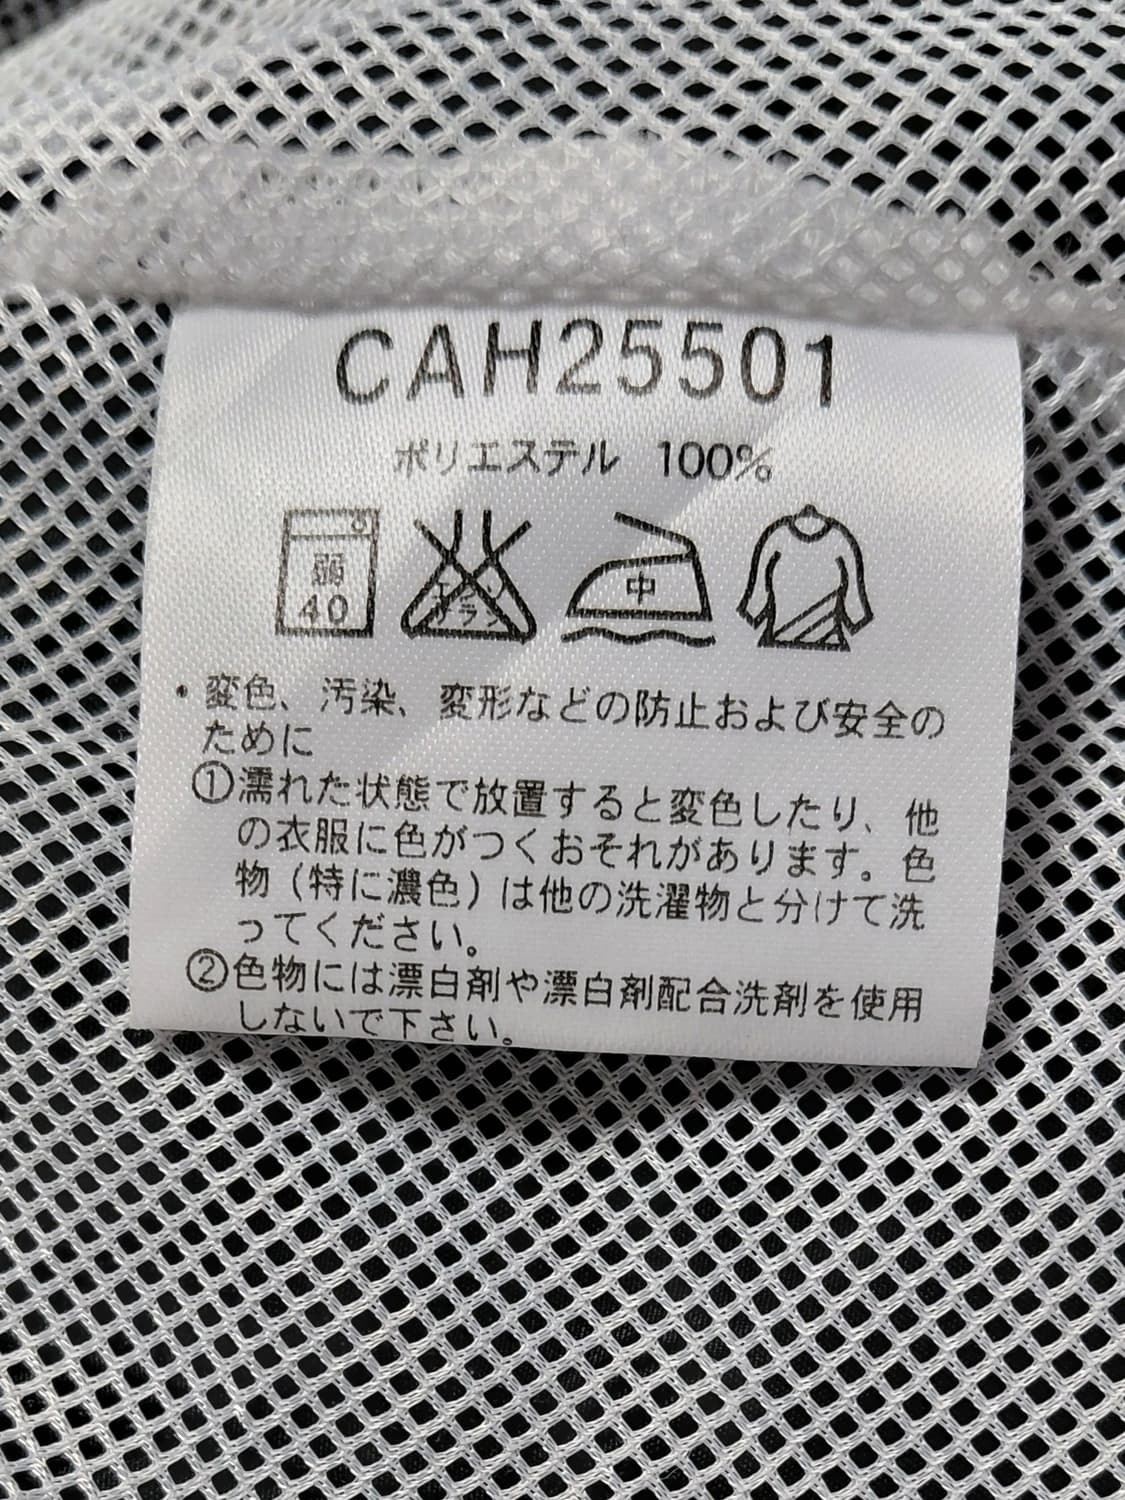 CAH25501
ポリエステル 100%
弱
40
エンソ
サラシ
中
・変色、汚染、変形などの防止および安全の
ために
①濡れた状態で放置すると変色したり、他
の衣服に色がつくおそれがあります。色
物（特に濃色）は他の洗濯物と分けて洗
ってください。
②色物には漂白剤や漂白剤配合洗剤を使用
しないで下さい。